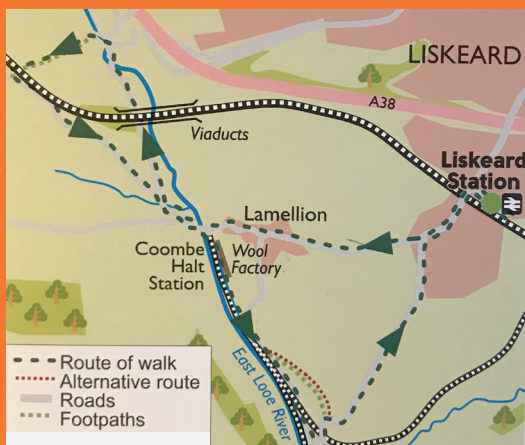 LISKEARD
A38
Viaducts
Liskeard
Station
Lamellion
Coombe
Halt
Station
Wool
Factory
East Looe River
Route of walk
Alternative route
Roads
Footpaths